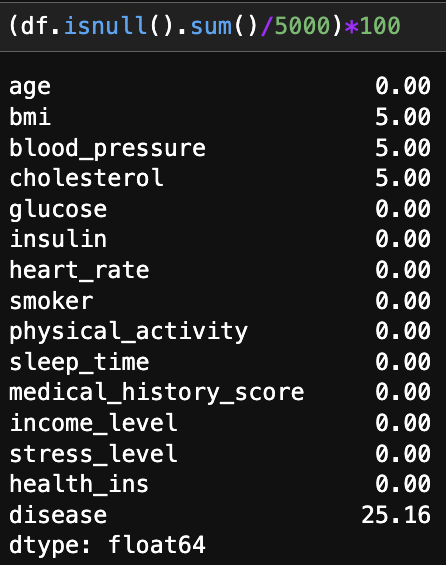 (df.isnull().sum()/5000)*100
age 0.00
bmi 5.00
blood_pressure 5.00
cholesterol 5.00
glucose 0.00
insulin 0.00
heart_rate 0.00
smoker 0.00
physical_activity 0.00
sleep_time 0.00
medical_history_score 0.00
income_level 0.00
stress_level 0.00
health_ins 0.00
disease 25.16
dtype: float64